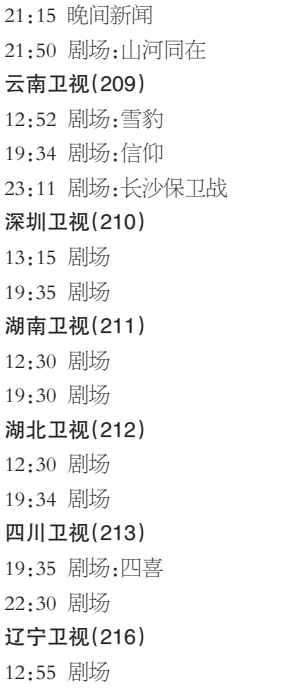 21:15 晚间新闻
21:50 剧场:山河同在
云南卫视(209)
12:52 剧场:雪豹
19:34 剧场:信仰
23:11 剧场:长沙保卫战
深圳卫视(210)
13:15 剧场
19:35 剧场
湖南卫视(211)
12:30 剧场
19:30 剧场
湖北卫视(212)
12:30 剧场
19:34 剧场
四川卫视(213)
19:35 剧场:四喜
22:30 剧场
辽宁卫视(216)
12:55 剧场